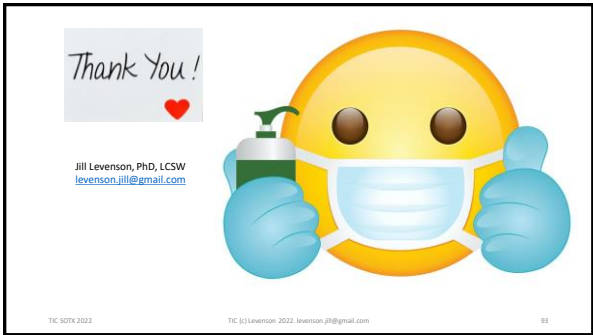 Thank You!
Jill Levenson, PhD, LCSW
levenson.jill@gmail.com
TIC SOTX 2022
TIC (c) Levenson 2022. levenson.jill@gmail.com
93